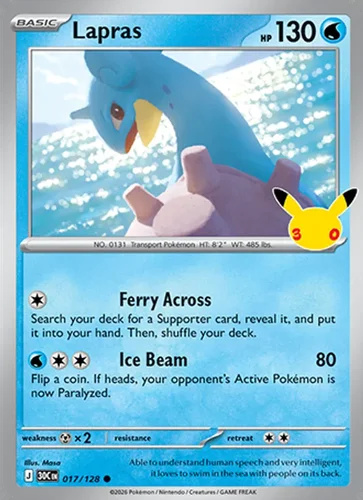 BASIC Lapras HP 130
30
NO. 0131 Transport Pokémon HT: 8'2" WT: 485 lbs.
Ferry Across
Search your deck for a Supporter card, reveal it, and put
it into your hand. Then, shuffle your deck.
Ice Beam 80
Flip a coin. If heads, your opponent's Active Pokémon is
now Paralyzed.
weakness ×2 resistance retreat
Illus. Masa
Able to understand human speech and very intelligent,
it loves to swim in the sea with people on its back.
J 30C EN 017/128
©2026 Pokémon / Nintendo / Creatures / GAME FREAK